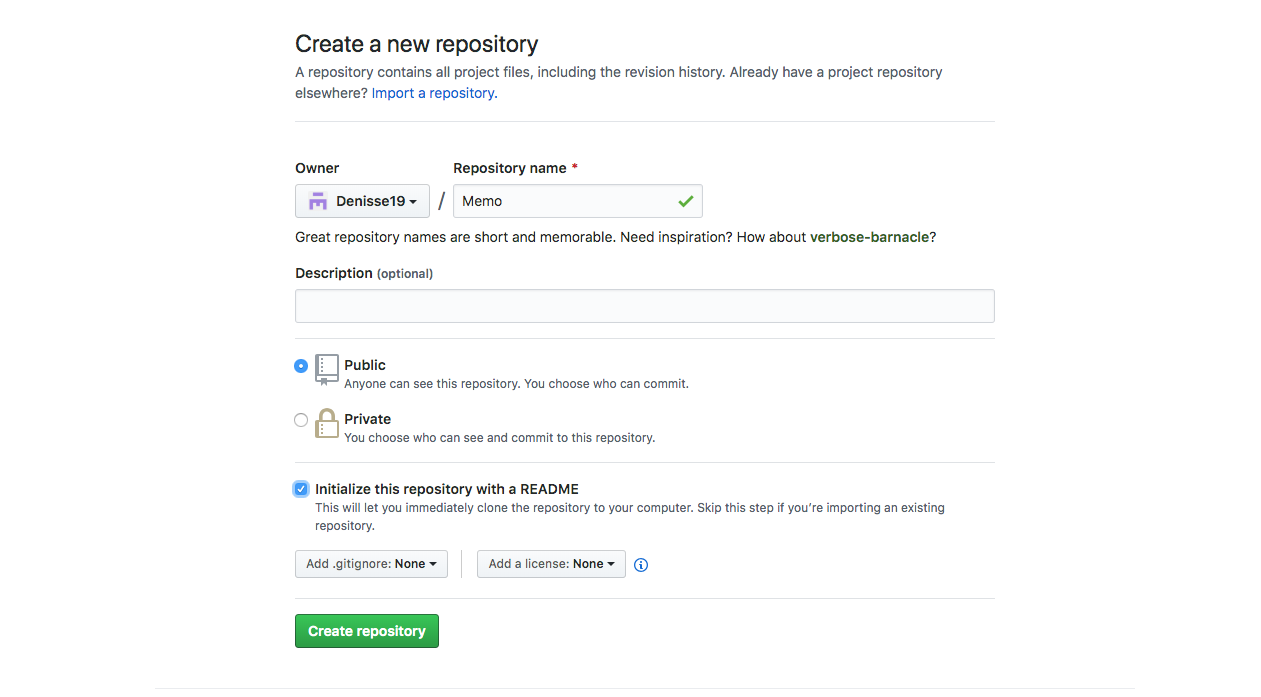 Create a new repository
A repository contains all project files, including the revision history. Already have a project repository
elsewhere? Import a repository.
Owner
Repository name *
Denisse19 / Memo
Great repository names are short and memorable. Need inspiration? How about verbose-barnacle?
Description (optional)
Public
Anyone can see this repository. You choose who can commit.
Private
You choose who can see and commit to this repository.
Initialize this repository with a README
This will let you immediately clone the repository to your computer. Skip this step if you’re importing an existing
repository.
Add .gitignore: None
Add a license: None
Create repository